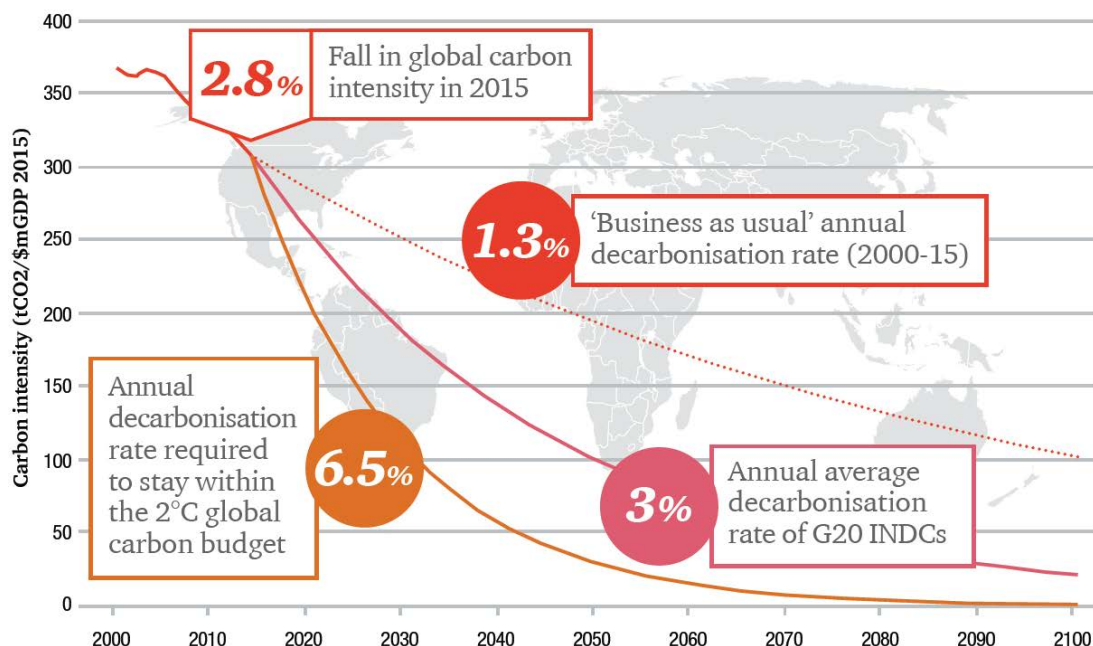 400
350
300
250
200
150
100
50
0
Carbon intensity (tCO2/$mGDP 2015)
2.8%
Fall in global carbon
intensity in 2015
1.3%
‘Business as usual’ annual
decarbonisation rate (2000-15)
Annual
decarbonisation
rate required
to stay within
the 2°C global
carbon budget
6.5%
3%
Annual average
decarbonisation
rate of G20 INDCs
2000 2010 2020 2030 2040 2050 2060 2070 2080 2090 2100